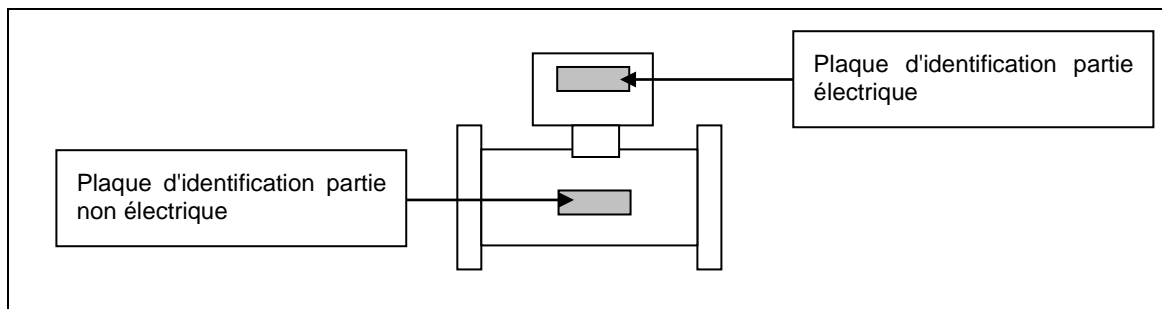 Plaque d'identification partie
électrique
Plaque d'identification partie
non électrique